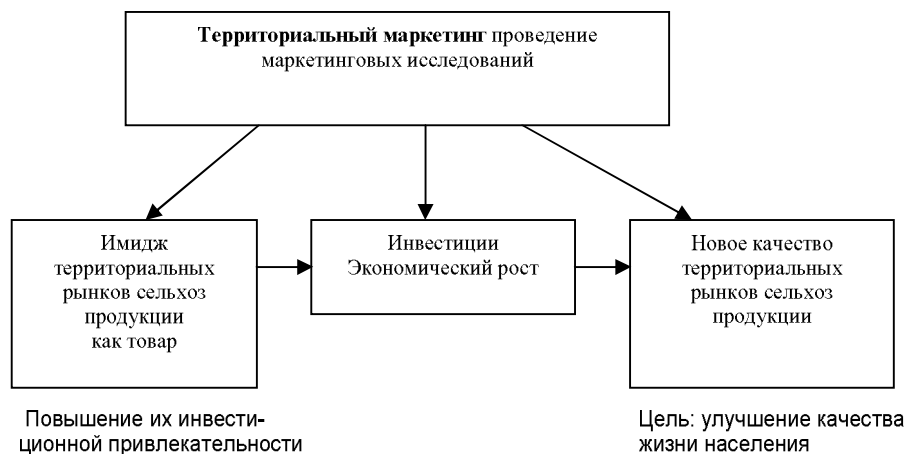 Территориальный маркетинг проведение
маркетинговых исследований
Имидж
территориальных
рынков сельхоз
продукции
как товар
Инвестиции
Экономический рост
Новое качество
территориальных
рынков сельхоз
продукции
Повышение их инвести-
ционной привлекательности
Цель: улучшение качества
жизни населения